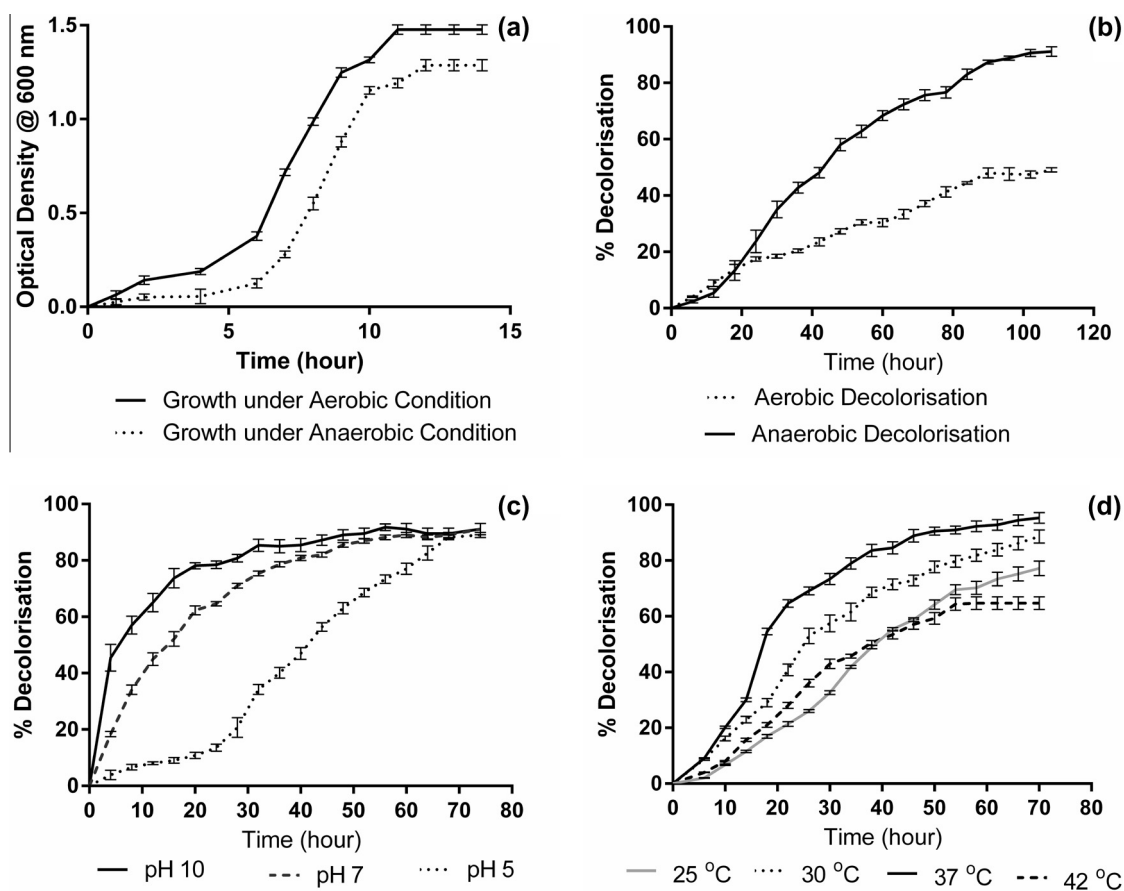 (a)
Optical Density @ 600 nm
1.5
1.0
0.5
0.0
0 5 10 15
Time (hour)
Growth under Aerobic Condition
Growth under Anaerobic Condition
(b)
% Decolorisation
100
80
60
40
20
0
0 20 40 60 80 100 120
Time (hour)
Aerobic Decolorisation
Anaerobic Decolorisation
(c)
% Decolorisation
100
80
60
40
20
0
0 10 20 30 40 50 60 70 80
Time (hour)
pH 10 pH 7 pH 5
(d)
% Decolorisation
100
80
60
40
20
0
0 10 20 30 40 50 60 70 80
Time (hour)
25 °C 30 °C 37 °C 42 °C